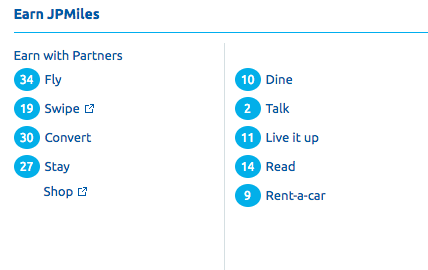 Earn JPMiles
Earn with Partners
34 Fly
19 Swipe
30 Convert
27 Stay
Shop
10 Dine
2 Talk
11 Live it up
14 Read
9 Rent-a-car